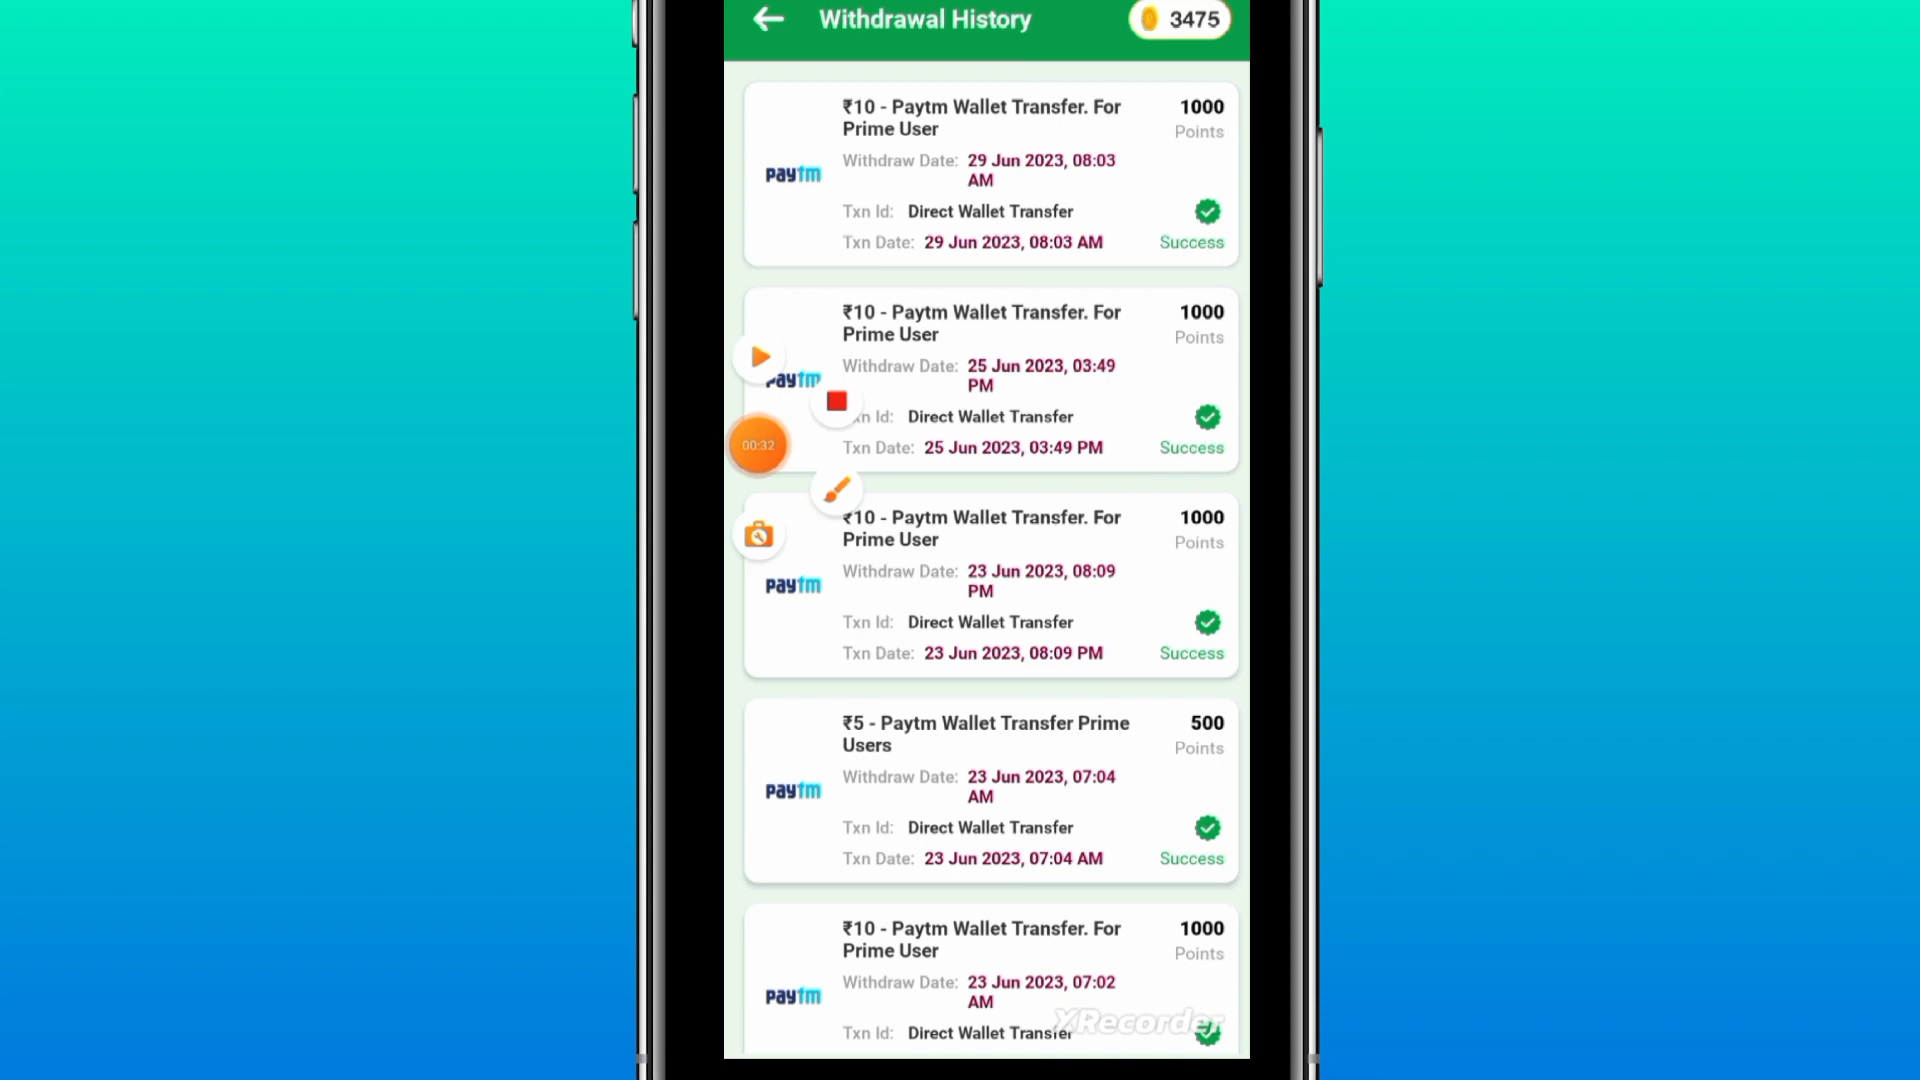 Withdrawal History
3475
₹10 - Paytm Wallet Transfer. For
Prime User
1000
Points
Withdraw Date: 29 Jun 2023, 08:03
AM
paytm
Txn Id: Direct Wallet Transfer
Txn Date: 29 Jun 2023, 08:03 AM
Success
₹10 - Paytm Wallet Transfer. For
Prime User
1000
Points
Withdraw Date: 25 Jun 2023, 03:49
PM
paytm
Txn Id: Direct Wallet Transfer
00:32
Txn Date: 25 Jun 2023, 03:49 PM
Success
₹10 - Paytm Wallet Transfer. For
Prime User
1000
Points
Withdraw Date: 23 Jun 2023, 08:09
PM
paytm
Txn Id: Direct Wallet Transfer
Txn Date: 23 Jun 2023, 08:09 PM
Success
₹5 - Paytm Wallet Transfer Prime
Users
500
Points
Withdraw Date: 23 Jun 2023, 07:04
AM
paytm
Txn Id: Direct Wallet Transfer
Txn Date: 23 Jun 2023, 07:04 AM
Success
₹10 - Paytm Wallet Transfer. For
Prime User
1000
Points
Withdraw Date: 23 Jun 2023, 07:02
AM
paytm
Txn Id: Direct Wallet Transfer
XRecorder